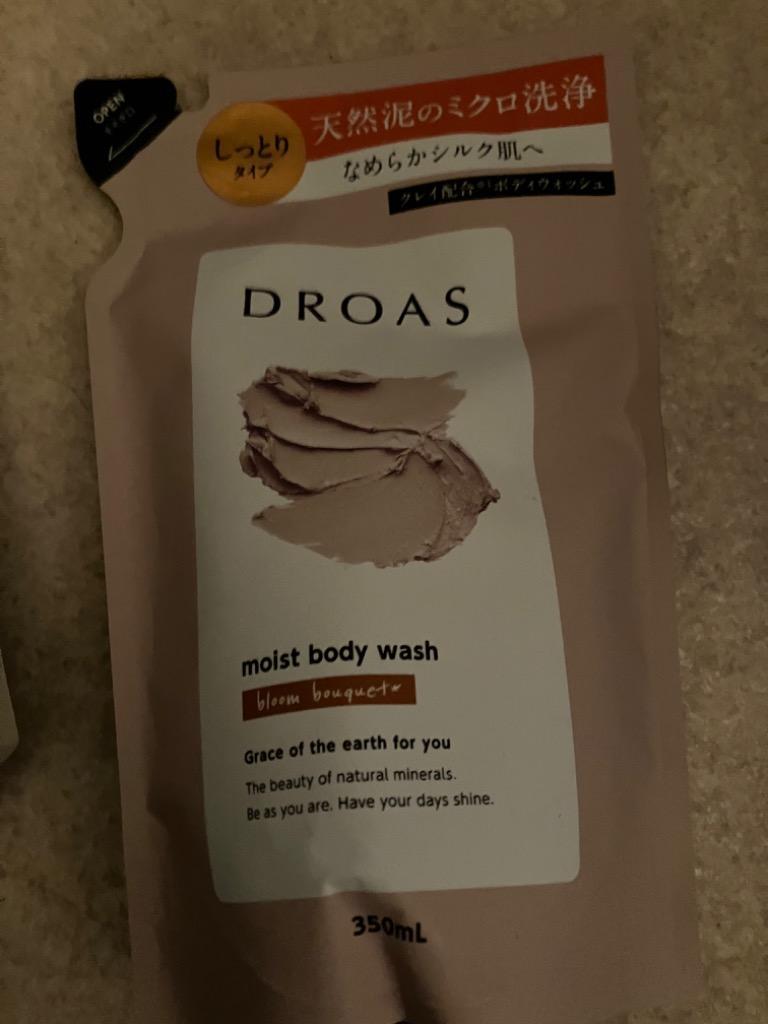 OPEN
しっとり
タイプ
天然泥のミクロ洗浄
なめらかシルク肌へ
クレイ配合※1ボディウォッシュ
DROAS
moist body wash
bloom bouquet
Grace of the earth for you
The beauty of natural minerals.
Be as you are. Have your days shine.
350mL